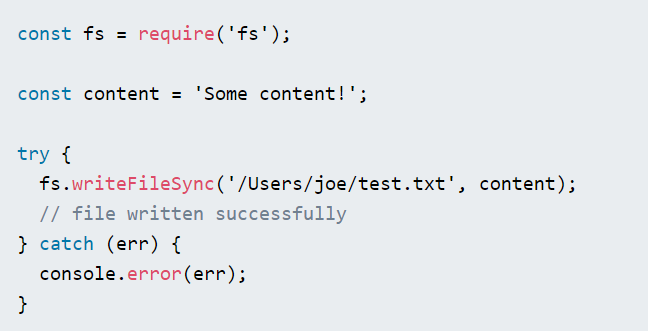 const fs = require('fs');

const content = 'Some content!';

try {
  fs.writeFileSync('/Users/joe/test.txt', content);
  // file written successfully
} catch (err) {
  console.error(err);
}